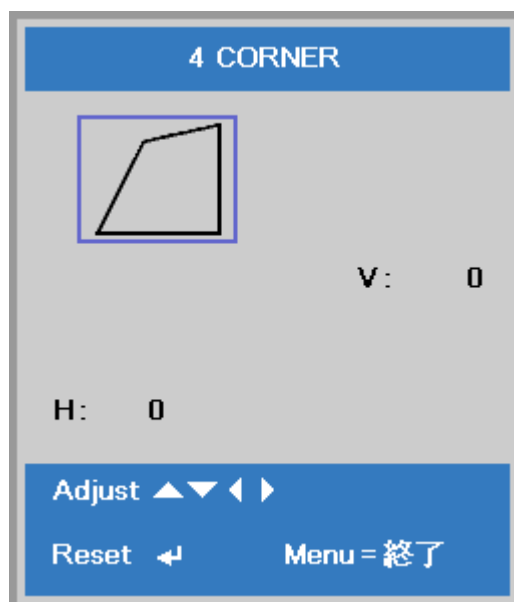 4 CORNER
V: 0
H: 0
Adjust ▲▼◀▶
Reset ↵ Menu = 終了